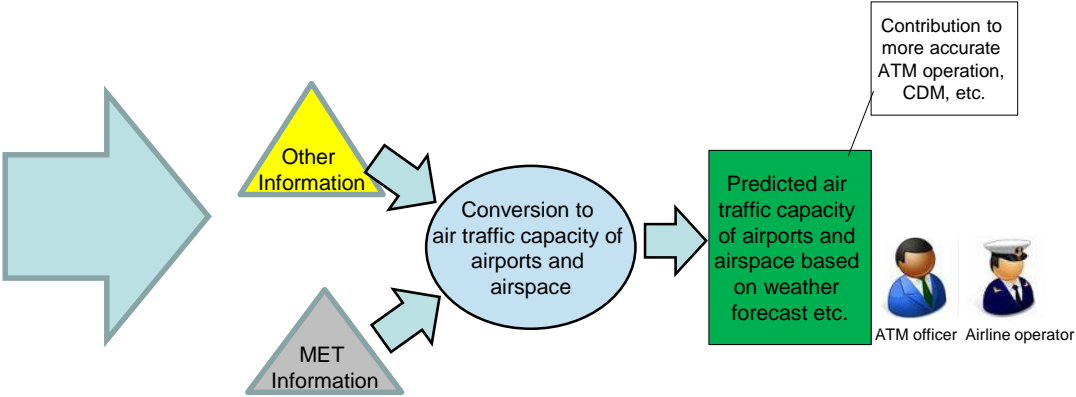 Contribution to
more accurate
ATM operation,
CDM, etc.
Other
Information
Conversion to
air traffic capacity of
airports and
airspace
Predicted air
traffic capacity
of airports and
airspace based
on weather
forecast etc.
MET
Information
ATM officer
Airline operator